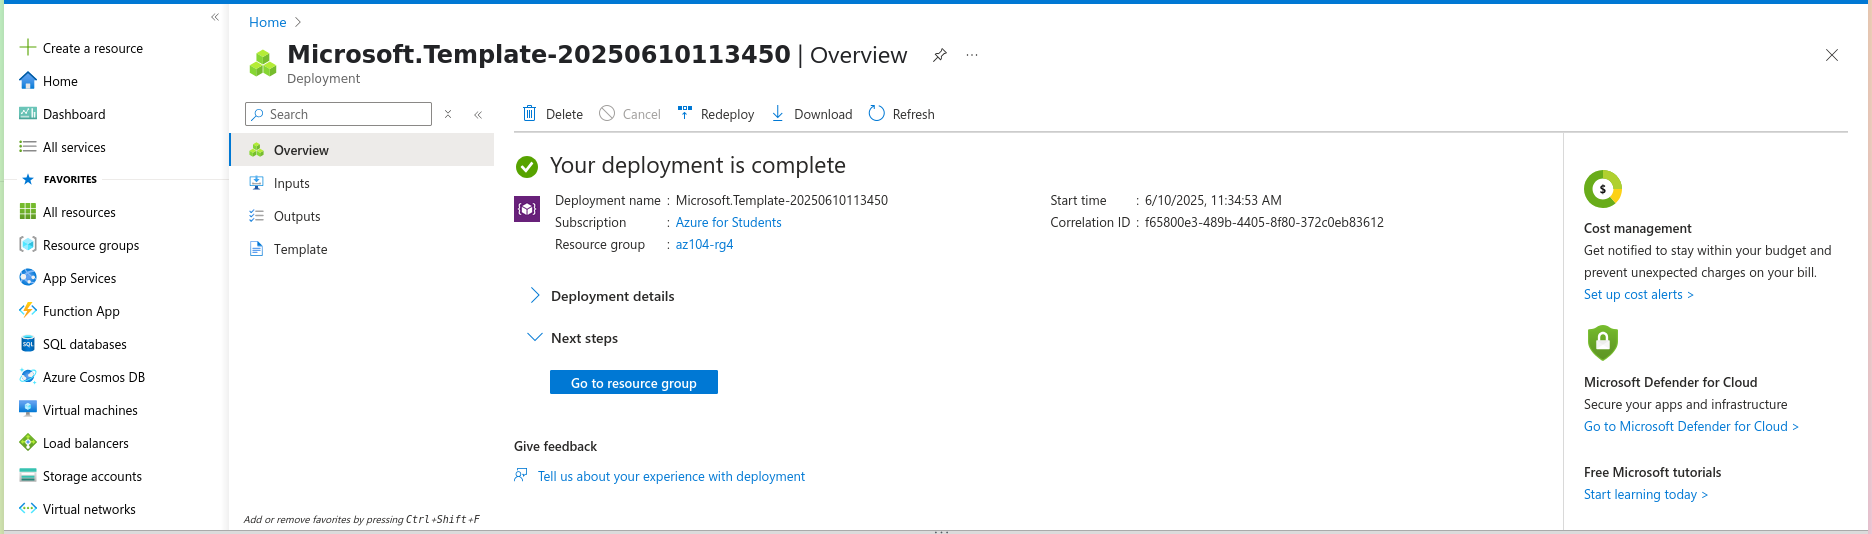 Home
Microsoft.Template-20250610113450 | Overview
Deployment
Create a resource
Home
Dashboard
All services
FAVORITES
All resources
Resource groups
App Services
Function App
SQL databases
Azure Cosmos DB
Virtual machines
Load balancers
Storage accounts
Virtual networks
Search
Overview
Inputs
Outputs
Template
Add or remove favorites by pressing Ctrl+Shift+F
Delete
Cancel
Redeploy
Download
Refresh
Your deployment is complete
Deployment name : Microsoft.Template-20250610113450
Subscription : Azure for Students
Resource group : az104-rg4
Start time : 6/10/2025, 11:34:53 AM
Correlation ID : f65800e3-489b-4405-8f80-372c0eb83612
Deployment details
Next steps
Go to resource group
Give feedback
Tell us about your experience with deployment
$
Cost management
Get notified to stay within your budget and
prevent unexpected charges on your bill.
Set up cost alerts >
Microsoft Defender for Cloud
Secure your apps and infrastructure
Go to Microsoft Defender for Cloud >
Free Microsoft tutorials
Start learning today >